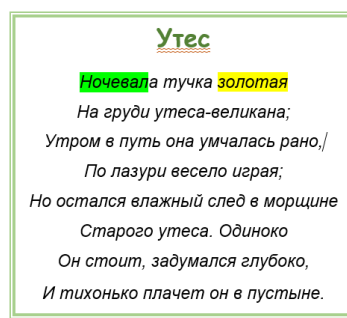 Утес
Ночевала тучка золотая
На груди утеса-великана;
Утром в путь она умчалась рано,/
По лазури весело играя;
Но остался влажный след в морщине
Старого утеса. Одиноко
Он стоит, задумался глубоко,
И тихонько плачет он в пустыне.